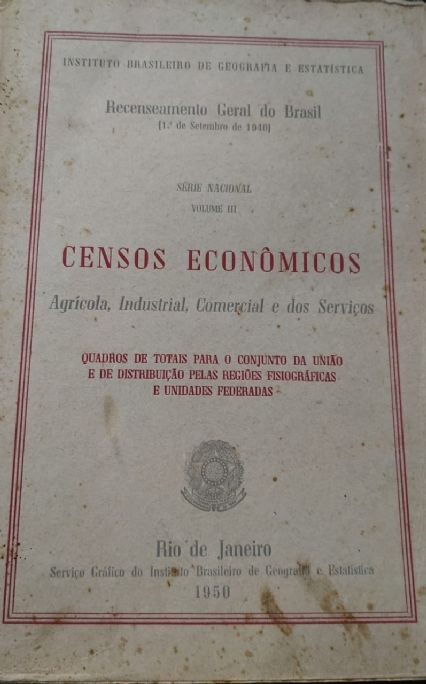 INSTITUTO BRASILEIRO DE GEOGRAFIA E ESTATÍSTICA
Recenseamento Geral do Brasil
(1.º de Setembro de 1940)
SÉRIE NACIONAL
VOLUME III
CENSOS ECONÔMICOS
Agrícola, Industrial, Comercial e dos Serviços
QUADROS DE TOTAIS PARA O CONJUNTO DA UNIÃO
E DE DISTRIBUIÇÃO PELAS REGIÕES FISIOGRÁFICAS
E UNIDADES FEDERADAS
Rio de Janeiro
Serviço Gráfico do Instituto Brasileiro de Geografia e Estatística
1950